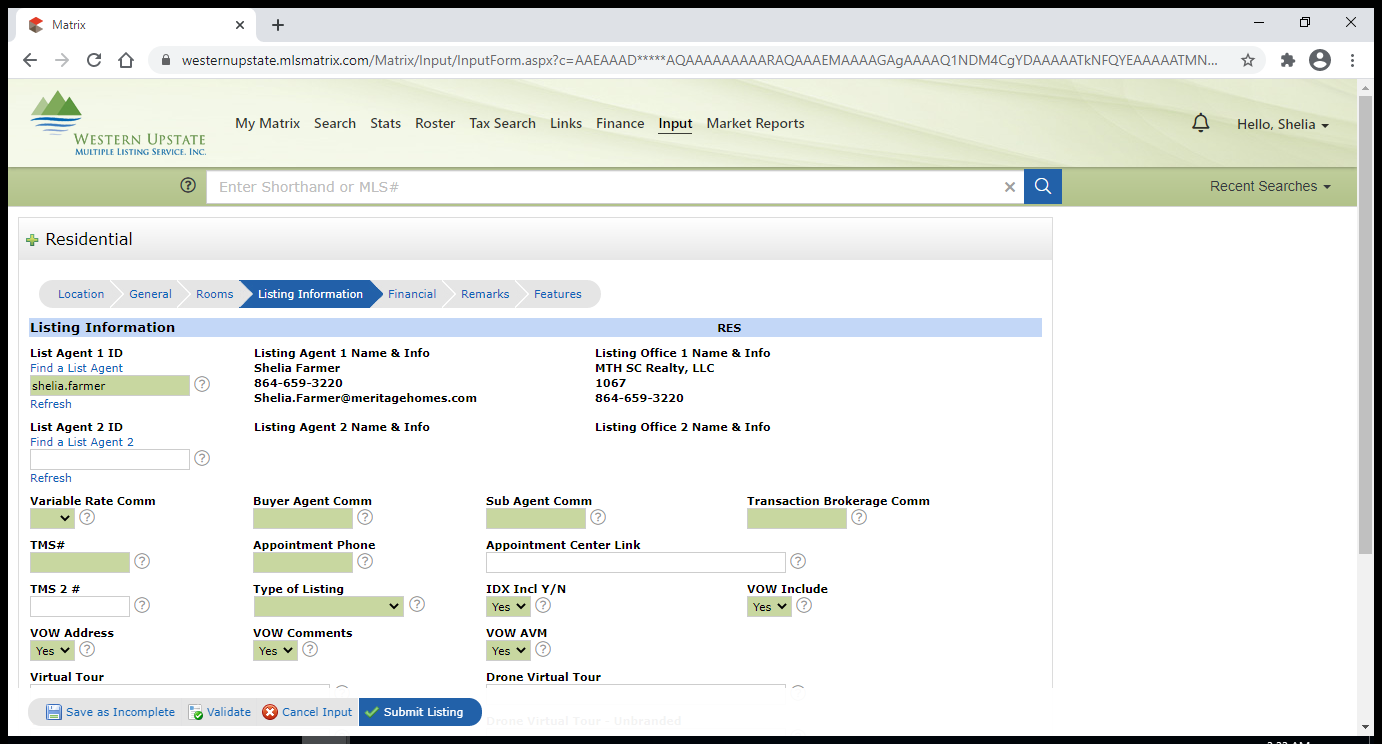 Matrix
westernupstate.mlsmatrix.com/Matrix/Input/InputForm.aspx?c=AAEAAAD*****AQAAAAAAAAARAQAAAEMAAAAGAgAAAAQ1NDM4CgYDAAAAATkNFQYEAAAAATMN...
WESTERN UPSTATE
MULTIPLE LISTING SERVICE, INC.
My Matrix Search Stats Roster Tax Search Links Finance Input Market Reports
Hello, Shelia
Enter Shorthand or MLS#
Recent Searches
Residential
Location General Rooms Listing Information Financial Remarks Features
Listing Information RES
List Agent 1 ID Listing Agent 1 Name & Info Listing Office 1 Name & Info
Find a List Agent Shelia Farmer MTH SC Realty, LLC
shelia.farmer 864-659-3220 1067
Refresh Shelia.Farmer@meritagehomes.com 864-659-3220
List Agent 2 ID Listing Agent 2 Name & Info Listing Office 2 Name & Info
Find a List Agent 2
Refresh
Variable Rate Comm Buyer Agent Comm Sub Agent Comm Transaction Brokerage Comm
TMS# Appointment Phone Appointment Center Link
TMS 2 # Type of Listing IDX Incl Y/N VOW Include
Yes Yes
VOW Address VOW Comments VOW AVM
Yes Yes Yes
Virtual Tour Drone Virtual Tour
Save as Incomplete Validate Cancel Input Submit Listing
Drone Virtual Tour - Unbranded